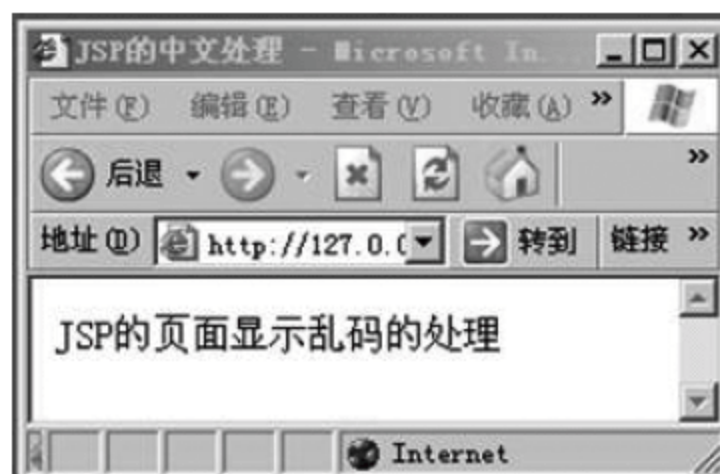 JSP的中文处理 - Microsoft In...
文件(F) 编辑(E) 查看(V) 收藏(A) »
后退 »
地址(D) http://127.0.0 转到 链接 »
JSP的页面显示乱码的处理
Internet